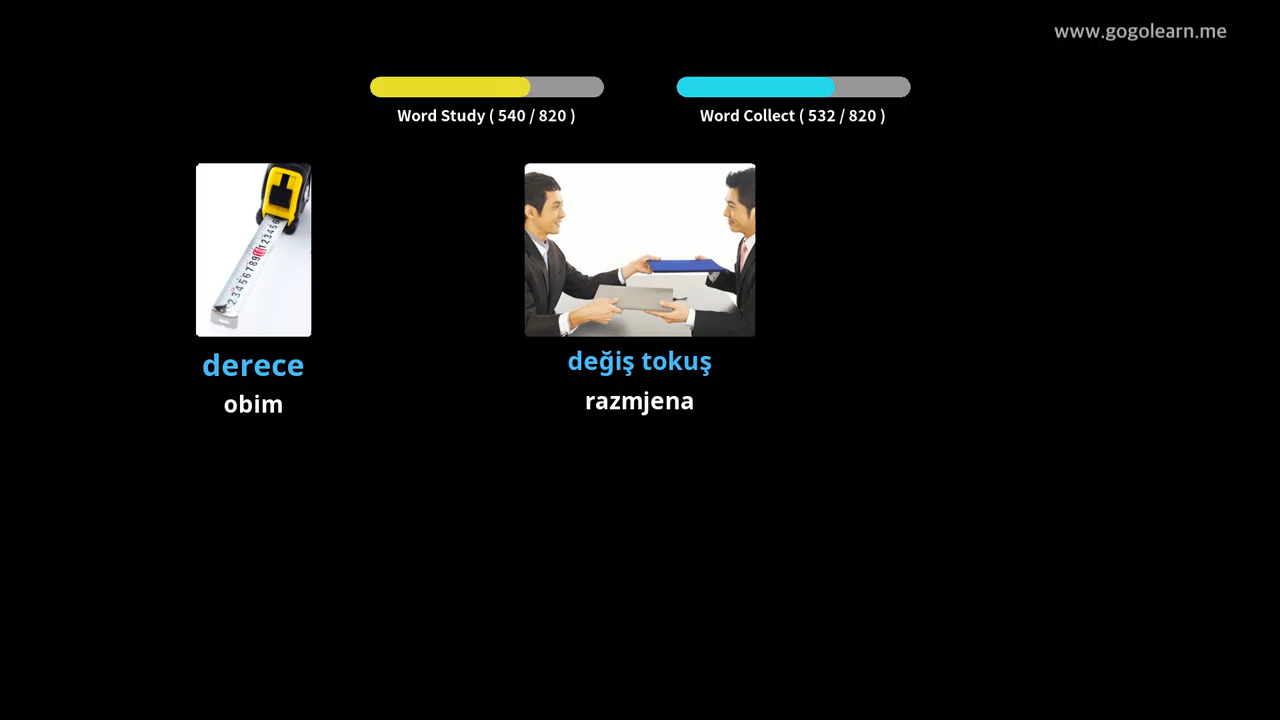 www.gogolearn.me
Word Study ( 540 / 820 )
Word Collect ( 532 / 820 )
derece
obim
değiş tokuş
razmjena